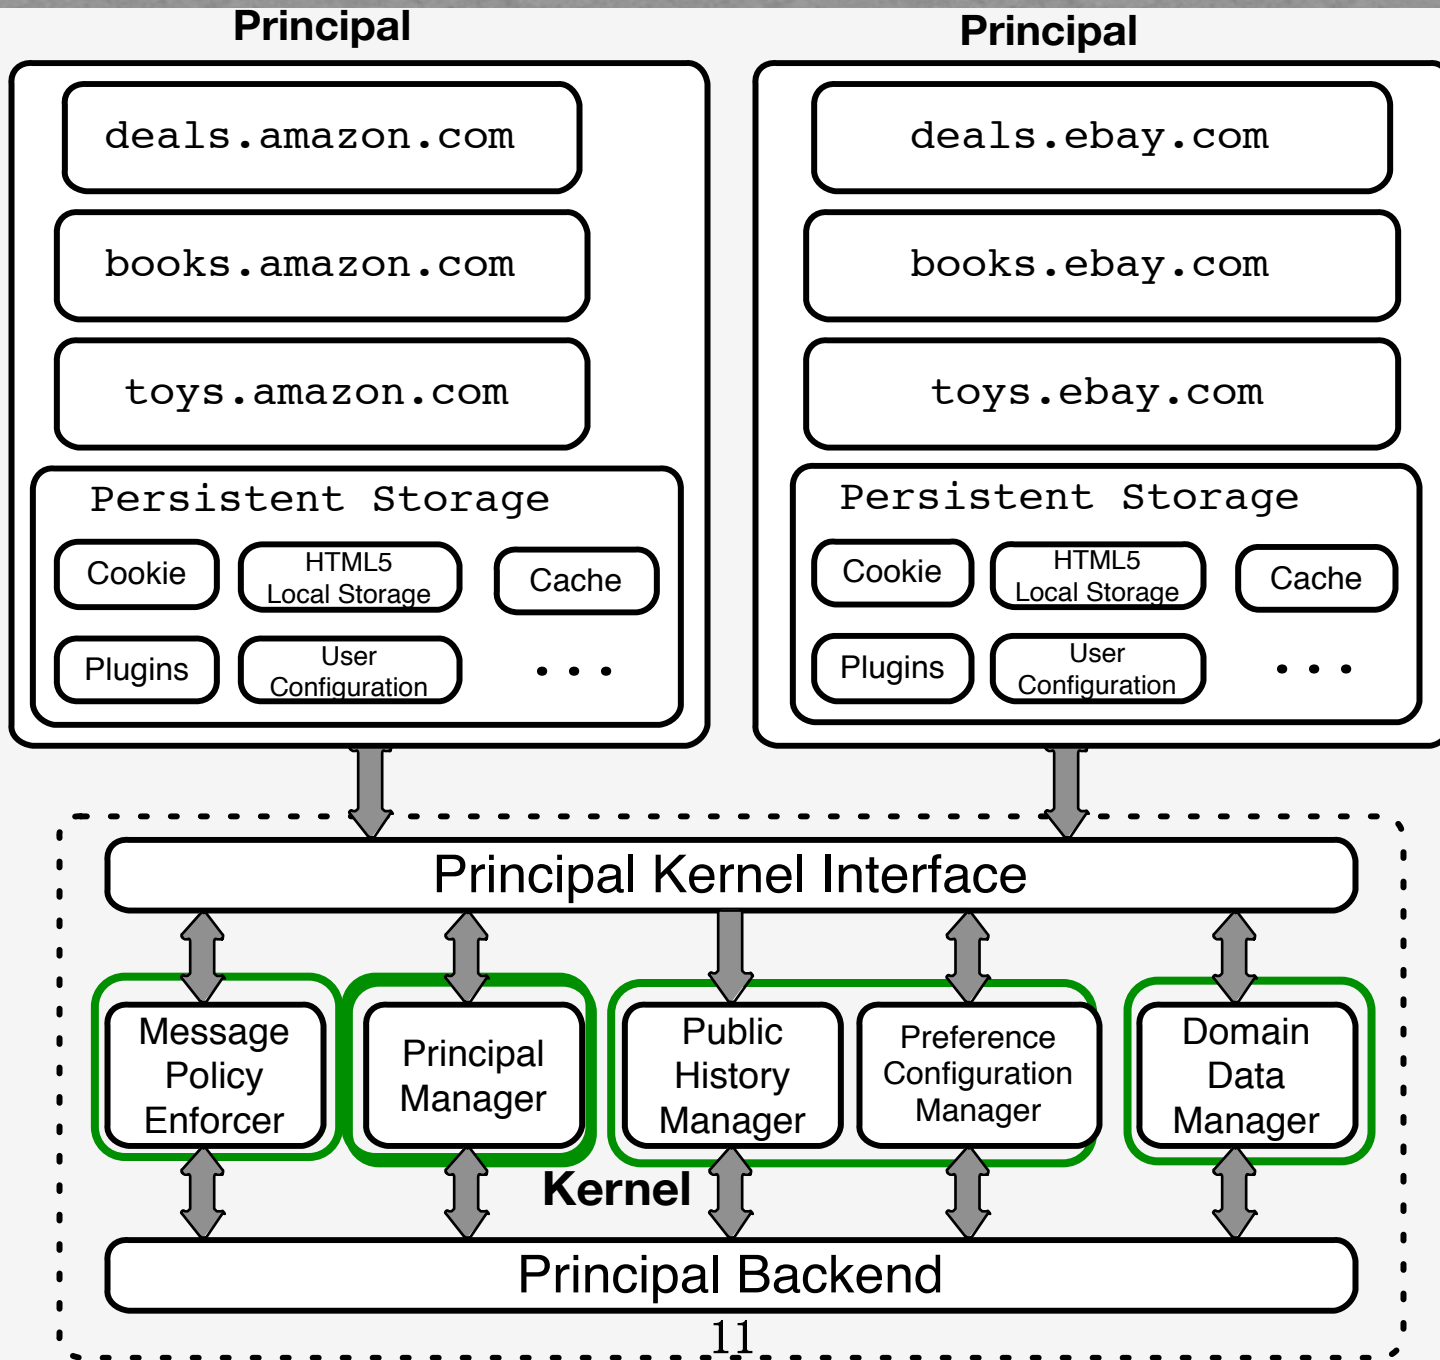 Principal
Principal
deals.amazon.com
books.amazon.com
toys.amazon.com
Persistent Storage
Cookie
HTML5
Local Storage
Cache
Plugins
User
Configuration
...
deals.ebay.com
books.ebay.com
toys.ebay.com
Persistent Storage
Cookie
HTML5
Local Storage
Cache
Plugins
User
Configuration
...
Principal Kernel Interface
Message
Policy
Enforcer
Principal
Manager
Public
History
Manager
Preference
Configuration
Manager
Domain
Data
Manager
Kernel
Principal Backend
11